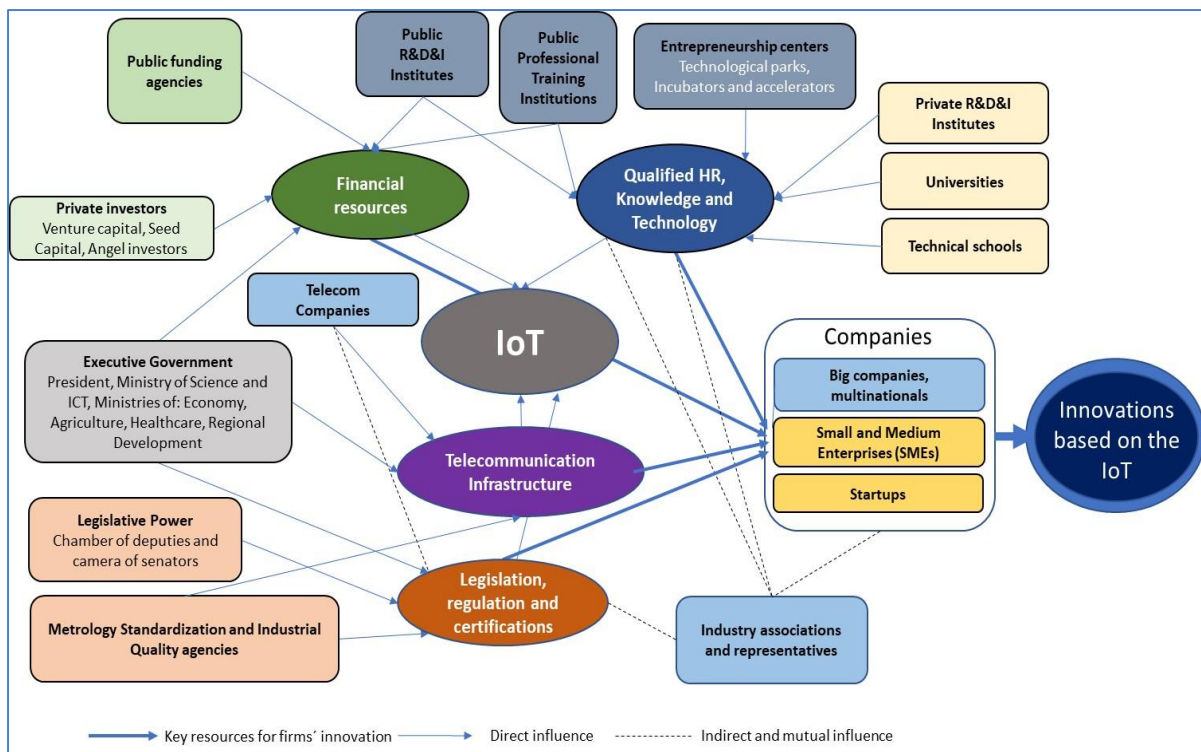 Public funding
agencies
Public
R&D&I
Institutes
Public
Professional
Training
Institutions
Entrepreneurship centers
Technological parks,
Incubators and accelerators
Private R&D&I
Institutes
Universities
Technical schools
Financial
resources
Qualified HR,
Knowledge and
Technology
Private investors
Venture capital, Seed
Capital, Angel investors
Telecom
Companies
IoT
Executive Government
President, Ministry of Science and
ICT, Ministries of: Economy,
Agriculture, Healthcare, Regional
Development
Companies
Big companies,
multinationals
Small and Medium
Enterprises (SMEs)
Startups
Innovations
based on the
IoT
Telecommunication
Infrastructure
Legislative Power
Chamber of deputies and
camera of senators
Legislation,
regulation and
certifications
Metrology Standardization and Industrial
Quality agencies
Industry associations
and representatives
Key resources for firms´ innovation
Direct influence
Indirect and mutual influence